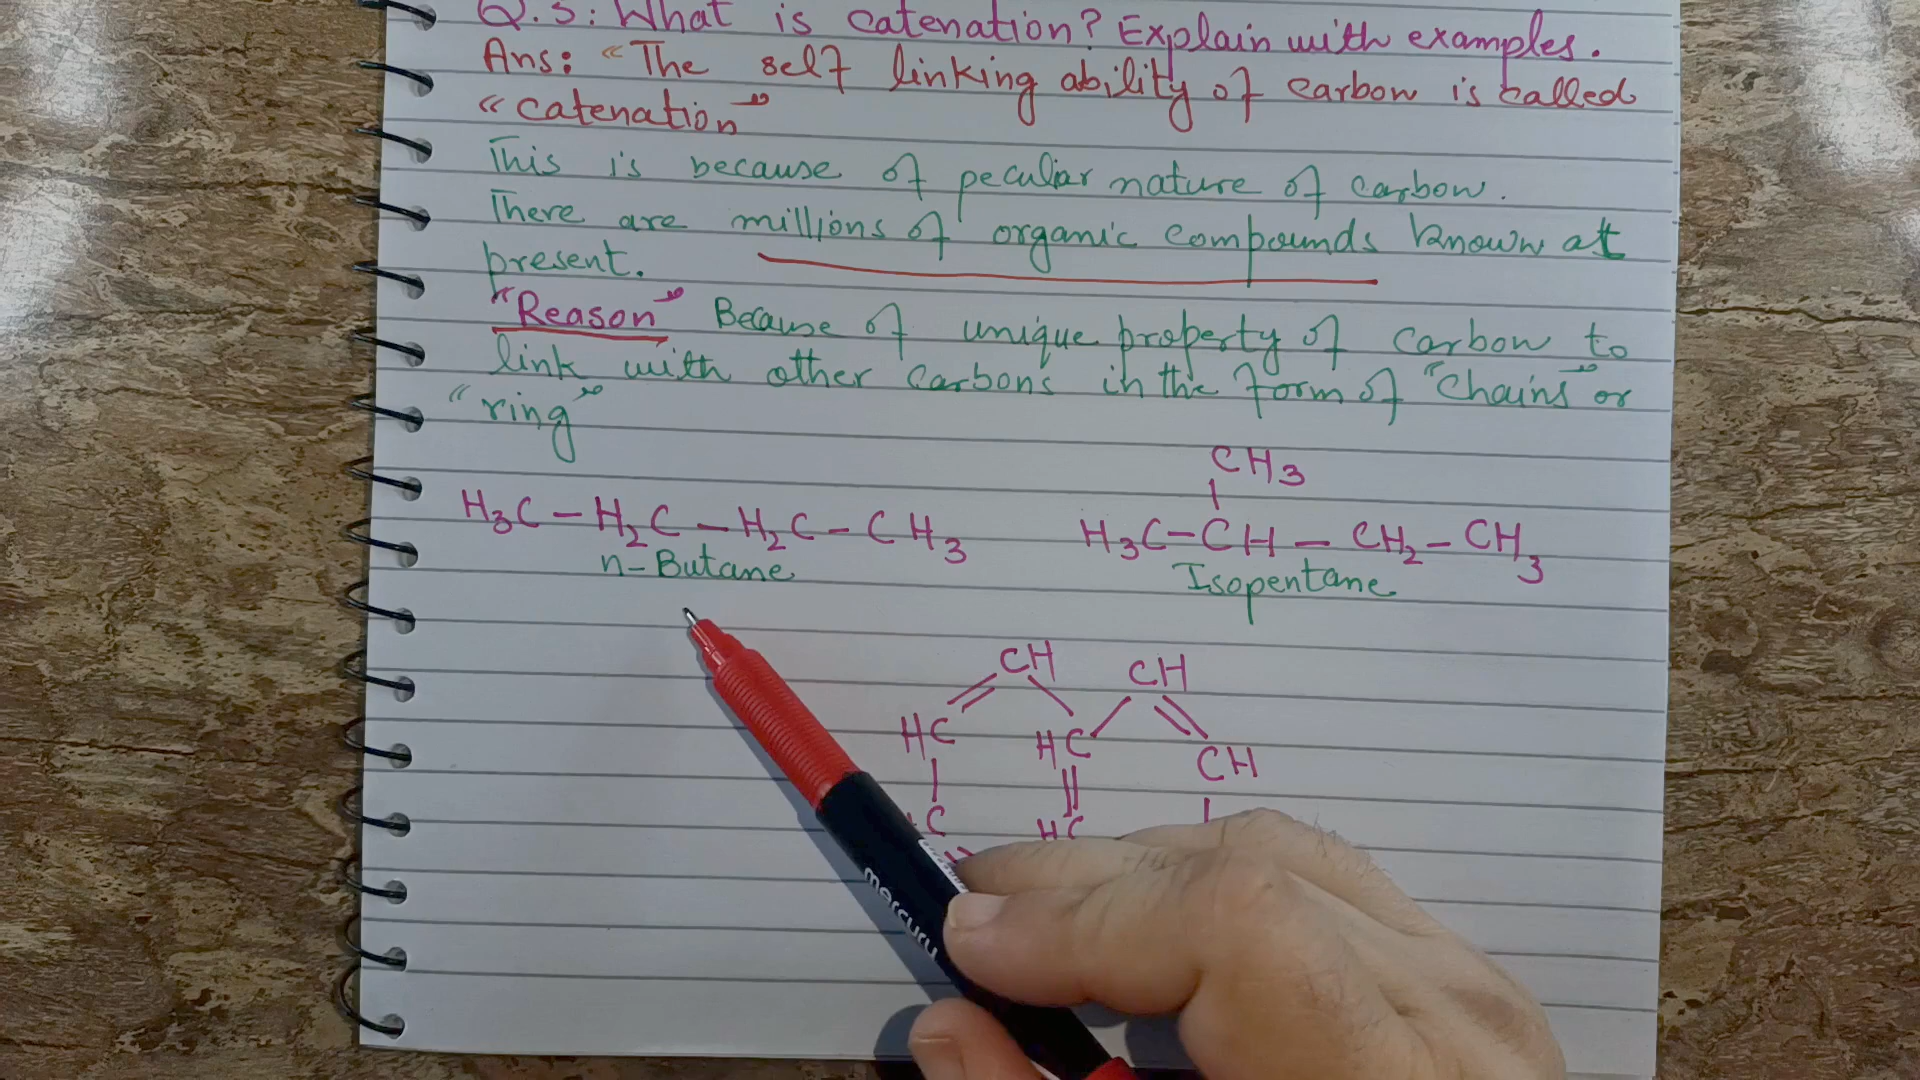 Q.3: What is catenation? Explain with examples.
Ans: "The self linking ability of carbon is called
"catenation"
This is because of peculiar nature of carbon.
There are millions of organic compounds known at
present.
"Reason" Because of unique property of carbon to
link with other carbons in the form of "Chains" or
"ring"
CH3
H3C-H2C-H2C-CH3
H3C-CH-CH2-CH3
n-Butane
Isopentane
CH CH
HC HC
CH
C HC
mercury